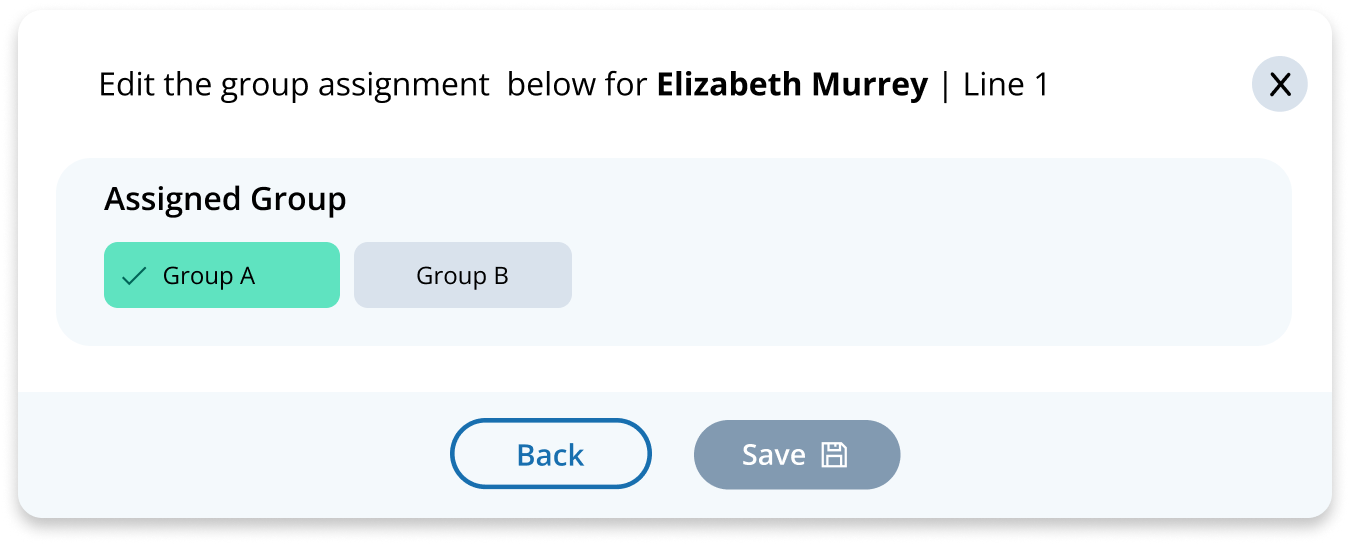 Edit the group assignment  below for Elizabeth Murrey | Line 1
X
Assigned Group
Group A
Group B
Back
Save